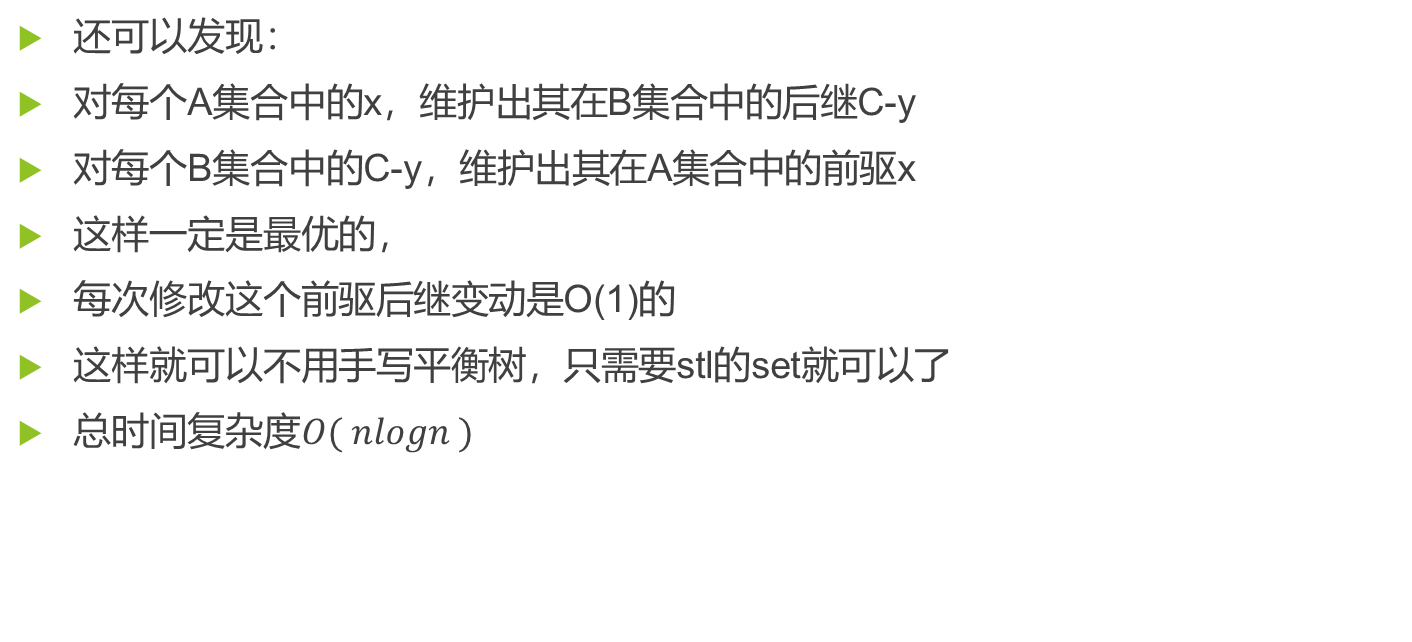 还可以发现：
对每个A集合中的x，维护出其在B集合中的后继C-y
对每个B集合中的C-y，维护出其在A集合中的前驱x
这样一定是最优的，
每次修改这个前驱后继变动是O(1)的
这样就可以不用手写平衡树，只需要stl的set就可以了
总时间复杂度O( nlogn )